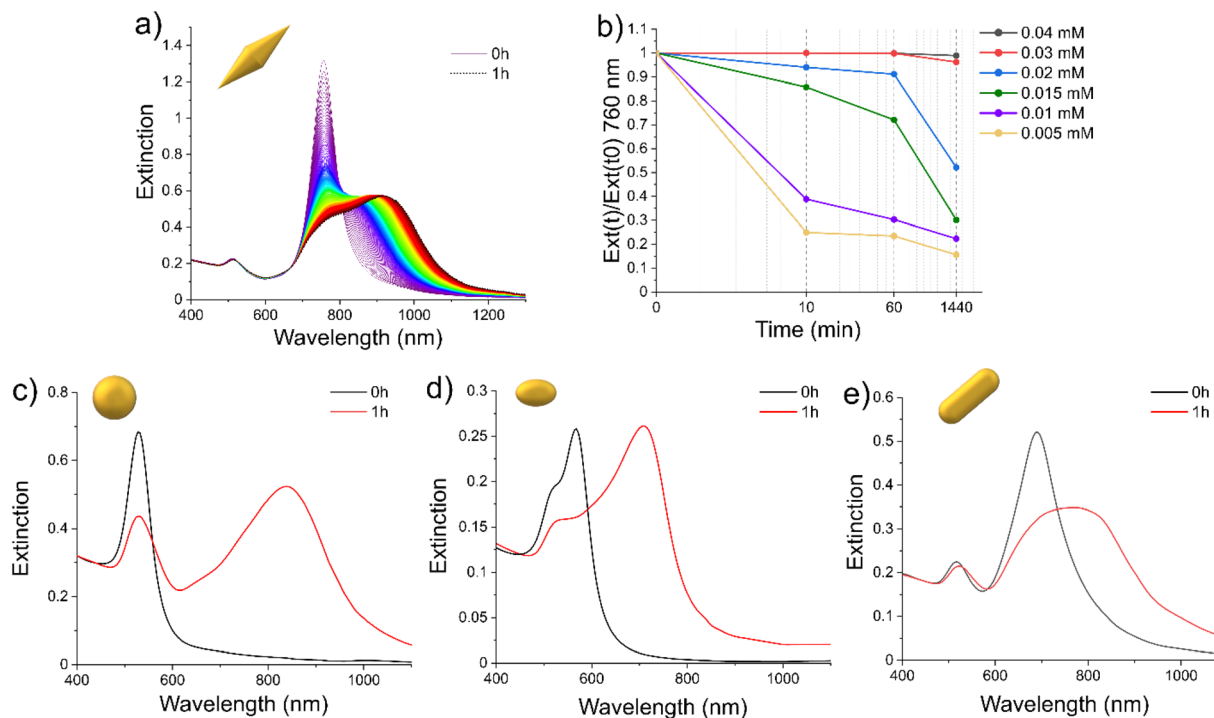 a)
0h
1h
1.4
1.2
1
0.8
0.6
0.4
0.2
0
Extinction
400 600 800 1000 1200
Wavelength (nm)
b)
1
0.9
0.8
0.7
0.6
0.5
0.4
0.3
0.2
0.1
0
Ext(t)/Ext(t0) 760 nm
0 10 60 1440
Time (min)
0.04 mM
0.03 mM
0.02 mM
0.015 mM
0.01 mM
0.005 mM
c)
0h
1h
0.8
0.6
0.4
0.2
0
Extinction
400 600 800 1000
Wavelength (nm)
d)
0h
1h
0.3
0.25
0.2
0.15
0.1
0.05
0
Extinction
400 600 800 1000
Wavelength (nm)
e)
0h
1h
0.6
0.5
0.4
0.3
0.2
0.1
0
Extinction
400 600 800 1000
Wavelength (nm)